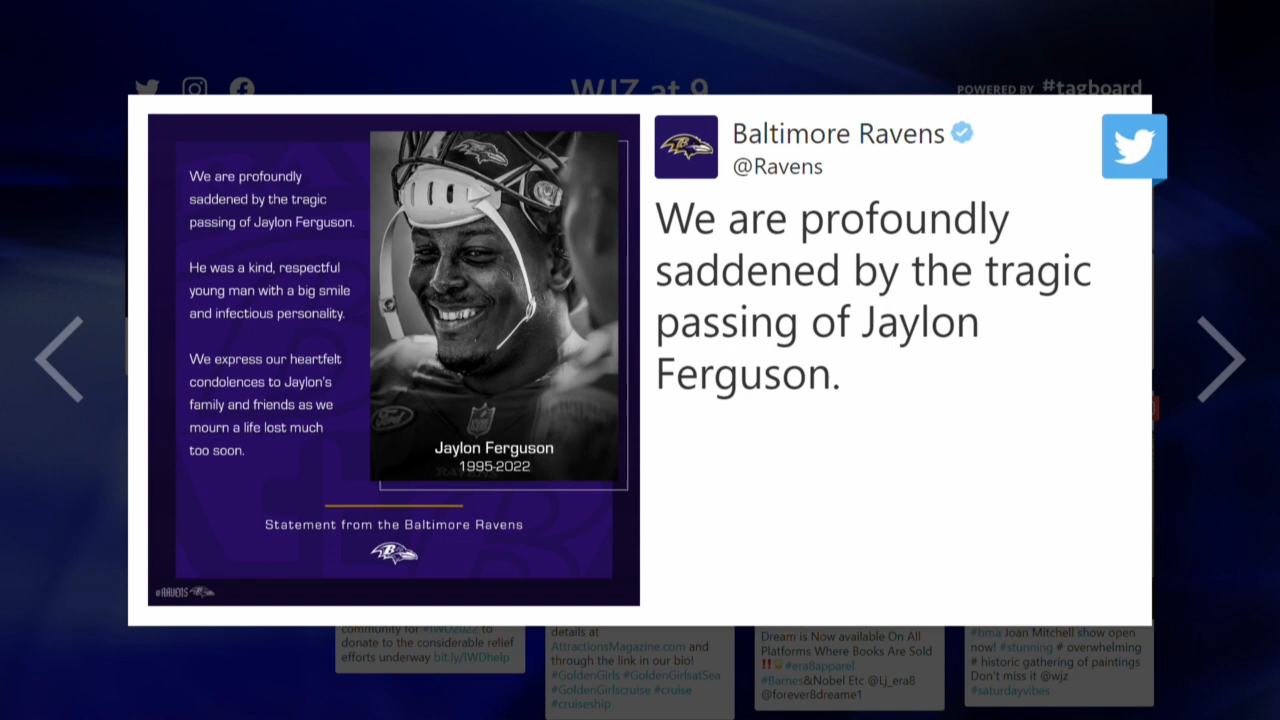 WJZ at 9
POWERED BY #tagboard
We are profoundly
saddened by the tragic
passing of Jaylon Ferguson.
He was a kind, respectful
young man with a big smile
and infectious personality.
We express our heartfelt
condolences to Jaylon's
family and friends as we
mourn a life lost much
too soon.
Ford
NFL
Jaylon Ferguson
1995-2022
RAVENS
Statement from the Baltimore Ravens
#RAVENS
Baltimore Ravens
@Ravens
We are profoundly
saddened by the tragic
passing of Jaylon
Ferguson.
community for #IWD2022 to
donate to the considerable relief
efforts underway bit.ly/IWDhelp
details at
AttractionsMagazine.com and
through the link in our bio!
#GoldenGirls #GoldenGirlsatSea
#GoldenGirlscruise #cruise
#cruiseship
Dream is Now available On All
Platforms Where Books Are Sold
‼️💡#era8apparel
#Barnes&Nobel Etc @Lj_era8
@forever8dreame1
#bma Joan Mitchell show open
now! #stunning # overwhelming
# historic gathering of paintings
Don't miss it @wjz
#saturdayvibes